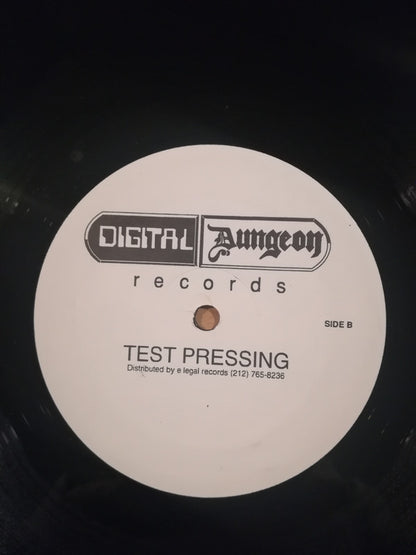 DIGITAL Dungeon
records
SIDE B
TEST PRESSING
Distributed by e legal records (212) 765-8236